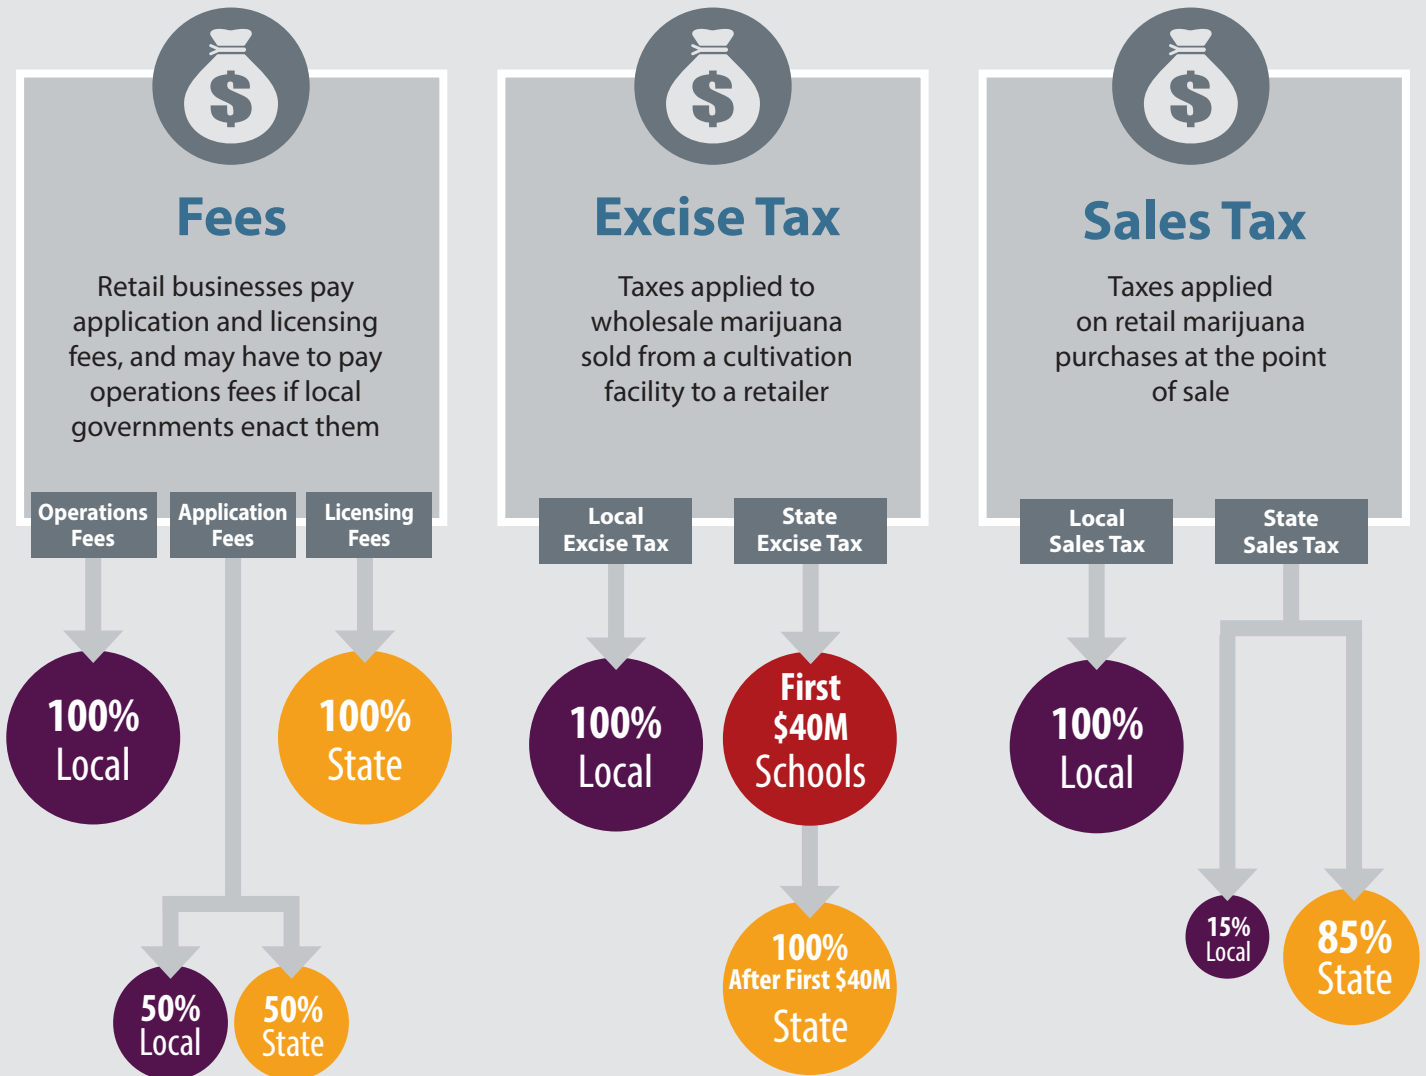 $
Fees
Retail businesses pay
application and licensing
fees, and may have to pay
operations fees if local
governments enact them
Operations
Fees
Application
Fees
Licensing
Fees
100%
Local
100%
State
50%
Local
50%
State
$
Excise Tax
Taxes applied to
wholesale marijuana
sold from a cultivation
facility to a retailer
Local
Excise Tax
State
Excise Tax
100%
Local
First
$40M
Schools
100%
After First $40M
State
$
Sales Tax
Taxes applied
on retail marijuana
purchases at the point
of sale
Local
Sales Tax
State
Sales Tax
100%
Local
15%
Local
85%
State